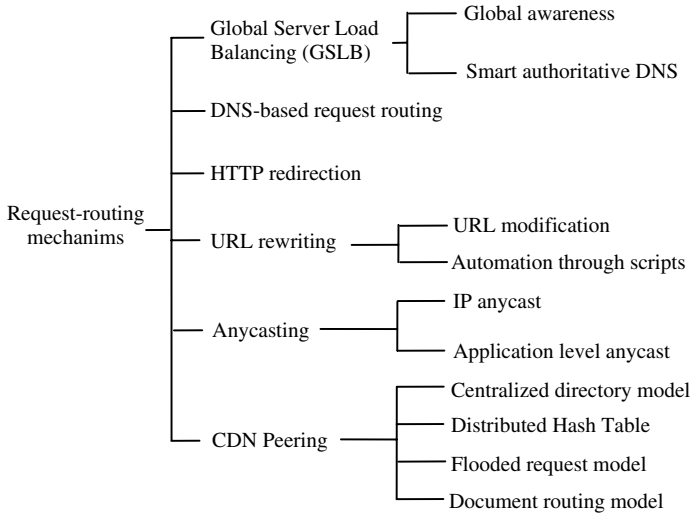 Request-routing
mechanims
Global Server Load
Balancing (GSLB)
Global awareness
Smart authoritative DNS
DNS-based request routing
HTTP redirection
URL rewriting
URL modification
Automation through scripts
Anycasting
IP anycast
Application level anycast
CDN Peering
Centralized directory model
Distributed Hash Table
Flooded request model
Document routing model